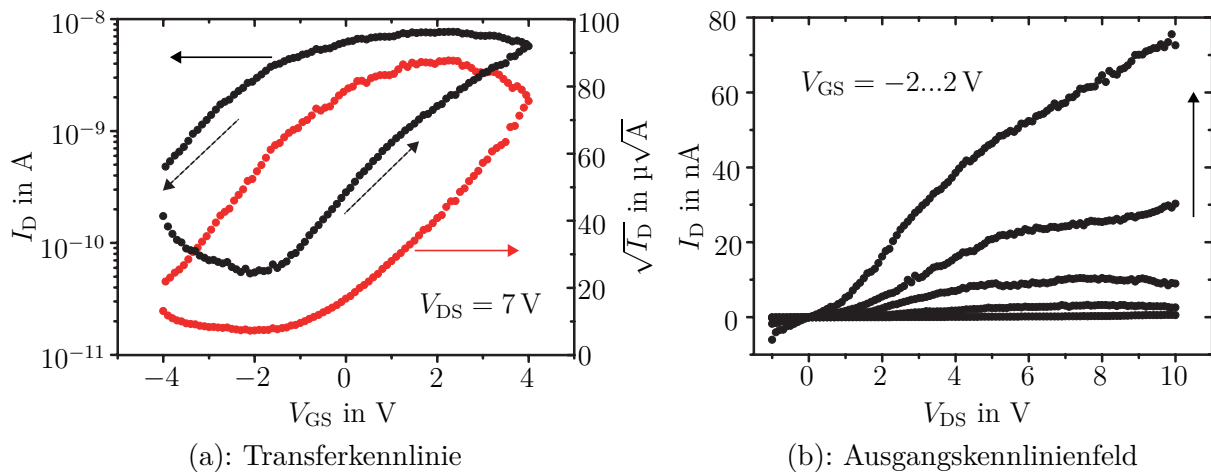 10⁻⁸
10⁻⁹
10⁻¹⁰
10⁻¹¹
I_D in A
100
80
60
40
20
0
√I_D in µ√A
V_DS = 7 V
−4 −2 0 2 4
V_GS in V
(a): Transferkennlinie
80
60
40
20
0
I_D in nA
V_GS = −2...2 V
0 2 4 6 8 10
V_DS in V
(b): Ausgangskennlinienfeld